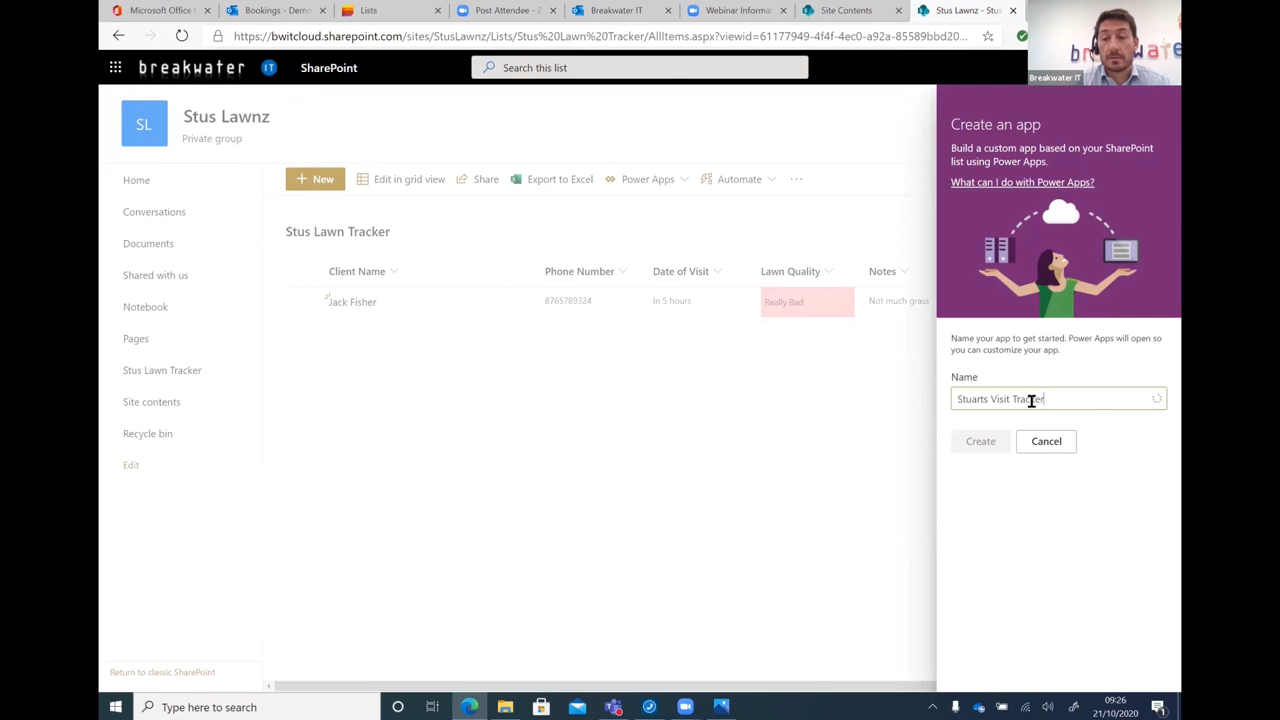 Microsoft Office
Bookings - Demo
Lists
Post Attendee - Z
Breakwater IT
Webinar Informa
Site Contents
Stus Lawnz - Stus
https://bwitcloud.sharepoint.com/sites/StusLawnz/Lists/Stus%20Lawn%20Tracker/AllItems.aspx?viewid=61177949-4f4f-4ec0-a92a-85589bbd20...
breakwater IT SharePoint
Search this list
Breakwater IT
SL
Stus Lawnz
Private group
Home
Conversations
Documents
Shared with us
Notebook
Pages
Stus Lawn Tracker
Site contents
Recycle bin
Edit
Return to classic SharePoint
+ New
Edit in grid view
Share
Export to Excel
Power Apps
Automate
...
Stus Lawn Tracker
Client Name Phone Number Date of Visit Lawn Quality Notes
Jack Fisher 8765789324 In 5 hours Really Bad Not much grass
Create an app
Build a custom app based on your SharePoint
list using Power Apps.
What can I do with Power Apps?
Name your app to get started. Power Apps will open so
you can customize your app.
Name
Stuarts Visit Tracker
Create
Cancel
Type here to search
09:26
21/10/2020
1